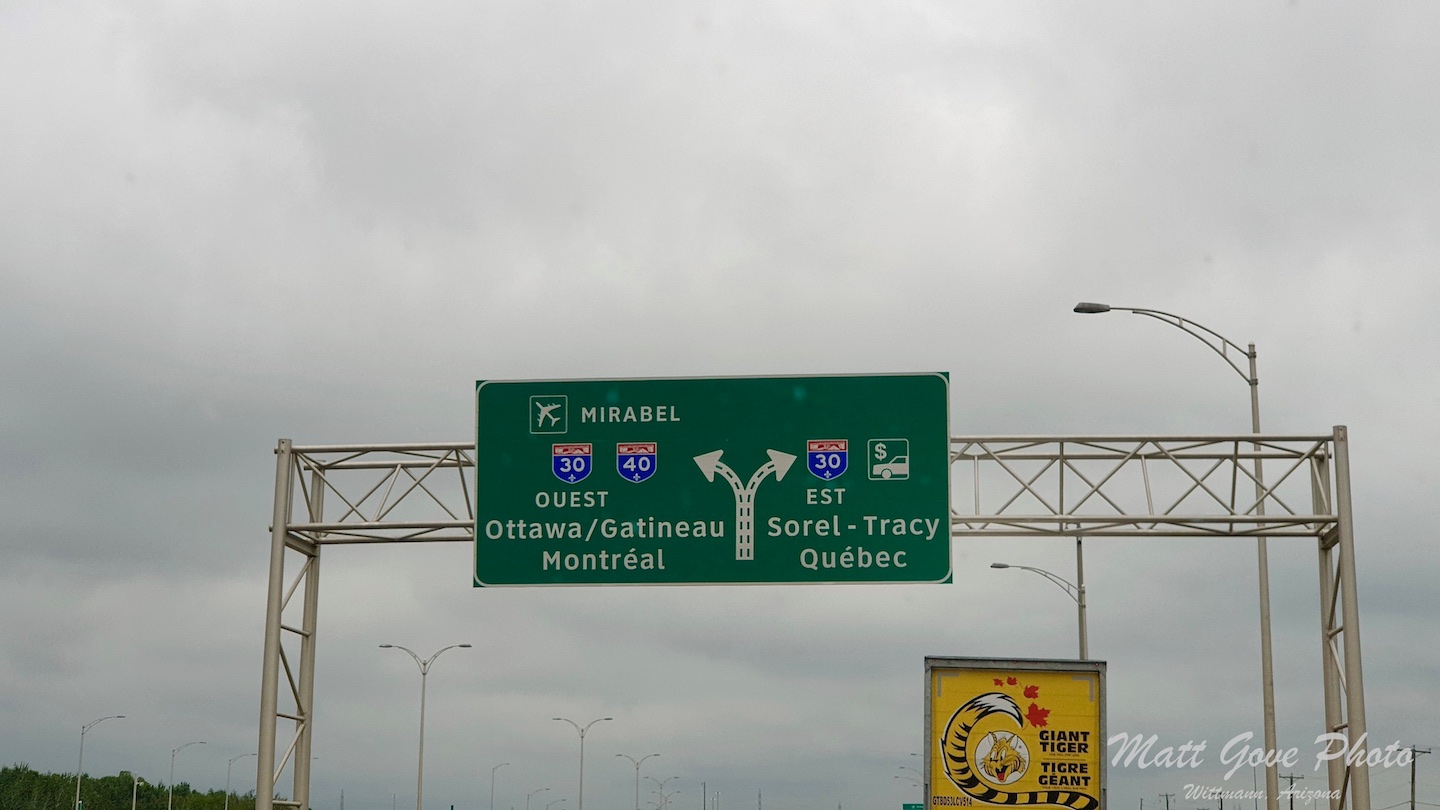 MIRABEL
30 40
OUEST
Ottawa/Gatineau
Montréal
30 $
EST
Sorel-Tracy
Québec
GIANT
TIGER
TIGRE
GÉANT
GTBD53LCV514
Matt Gove Photo
Wittmann, Arizona